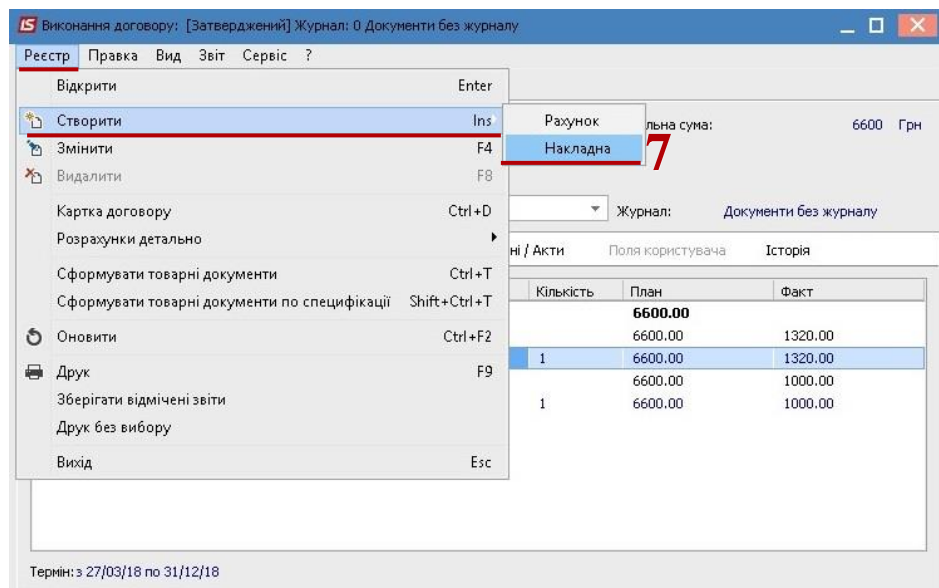 IS Виконання договору: [Затверджений] Журнал: 0 Документи без журналу
Реєстр Правка Вид Звіт Сервіс ?
Відкрити Enter
Створити Ins
Рахунок
льна сума: 6600 Грн
Змінити F4
Накладна
7
Видалити F8
Картка договору Ctrl+D
Журнал: Документи без журналу
Розрахунки детально
ні / Акти Поля користувача Історія
Сформувати товарні документи Ctrl+T
Сформувати товарні документи по специфікації Shift+Ctrl+T
Кількість План Факт
6600.00
Оновити Ctrl+F2
6600.00 1320.00
1 6600.00 1320.00
Друк F9
6600.00 1000.00
Зберігати відмічені звіти
1 6600.00 1000.00
Друк без вибору
Вихід Esc
Термін: з 27/03/18 по 31/12/18